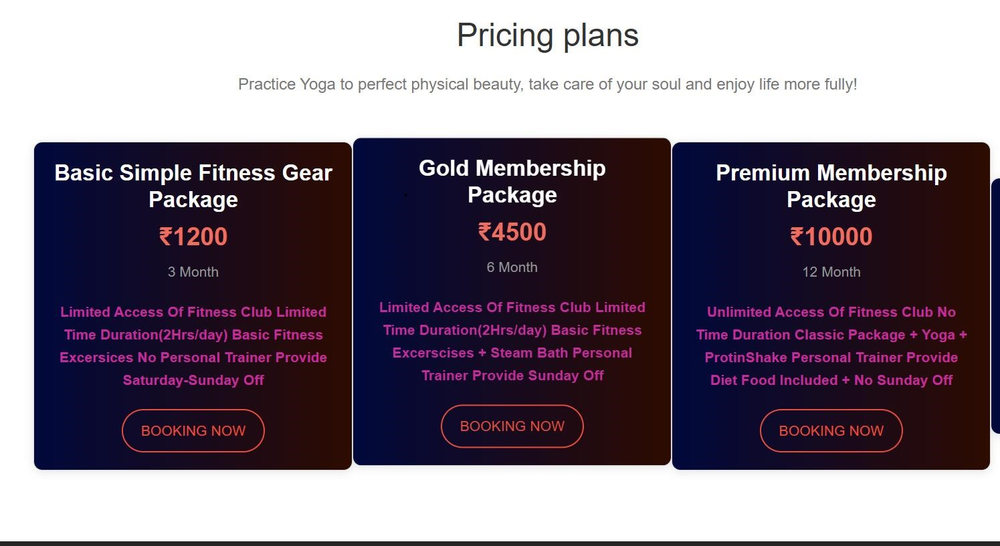 Pricing plans
Practice Yoga to perfect physical beauty, take care of your soul and enjoy life more fully!
Basic Simple Fitness Gear
Package
₹1200
3 Month
Limited Access Of Fitness Club Limited
Time Duration(2Hrs/day) Basic Fitness
Excersices No Personal Trainer Provide
Saturday-Sunday Off
BOOKING NOW
Gold Membership
Package
₹4500
6 Month
Limited Access Of Fitness Club Limited
Time Duration(2Hrs/day) Basic Fitness
Excerscises + Steam Bath Personal
Trainer Provide Sunday Off
BOOKING NOW
Premium Membership
Package
₹10000
12 Month
Unlimited Access Of Fitness Club No
Time Duration Classic Package + Yoga +
ProtinShake Personal Trainer Provide
Diet Food Included + No Sunday Off
BOOKING NOW